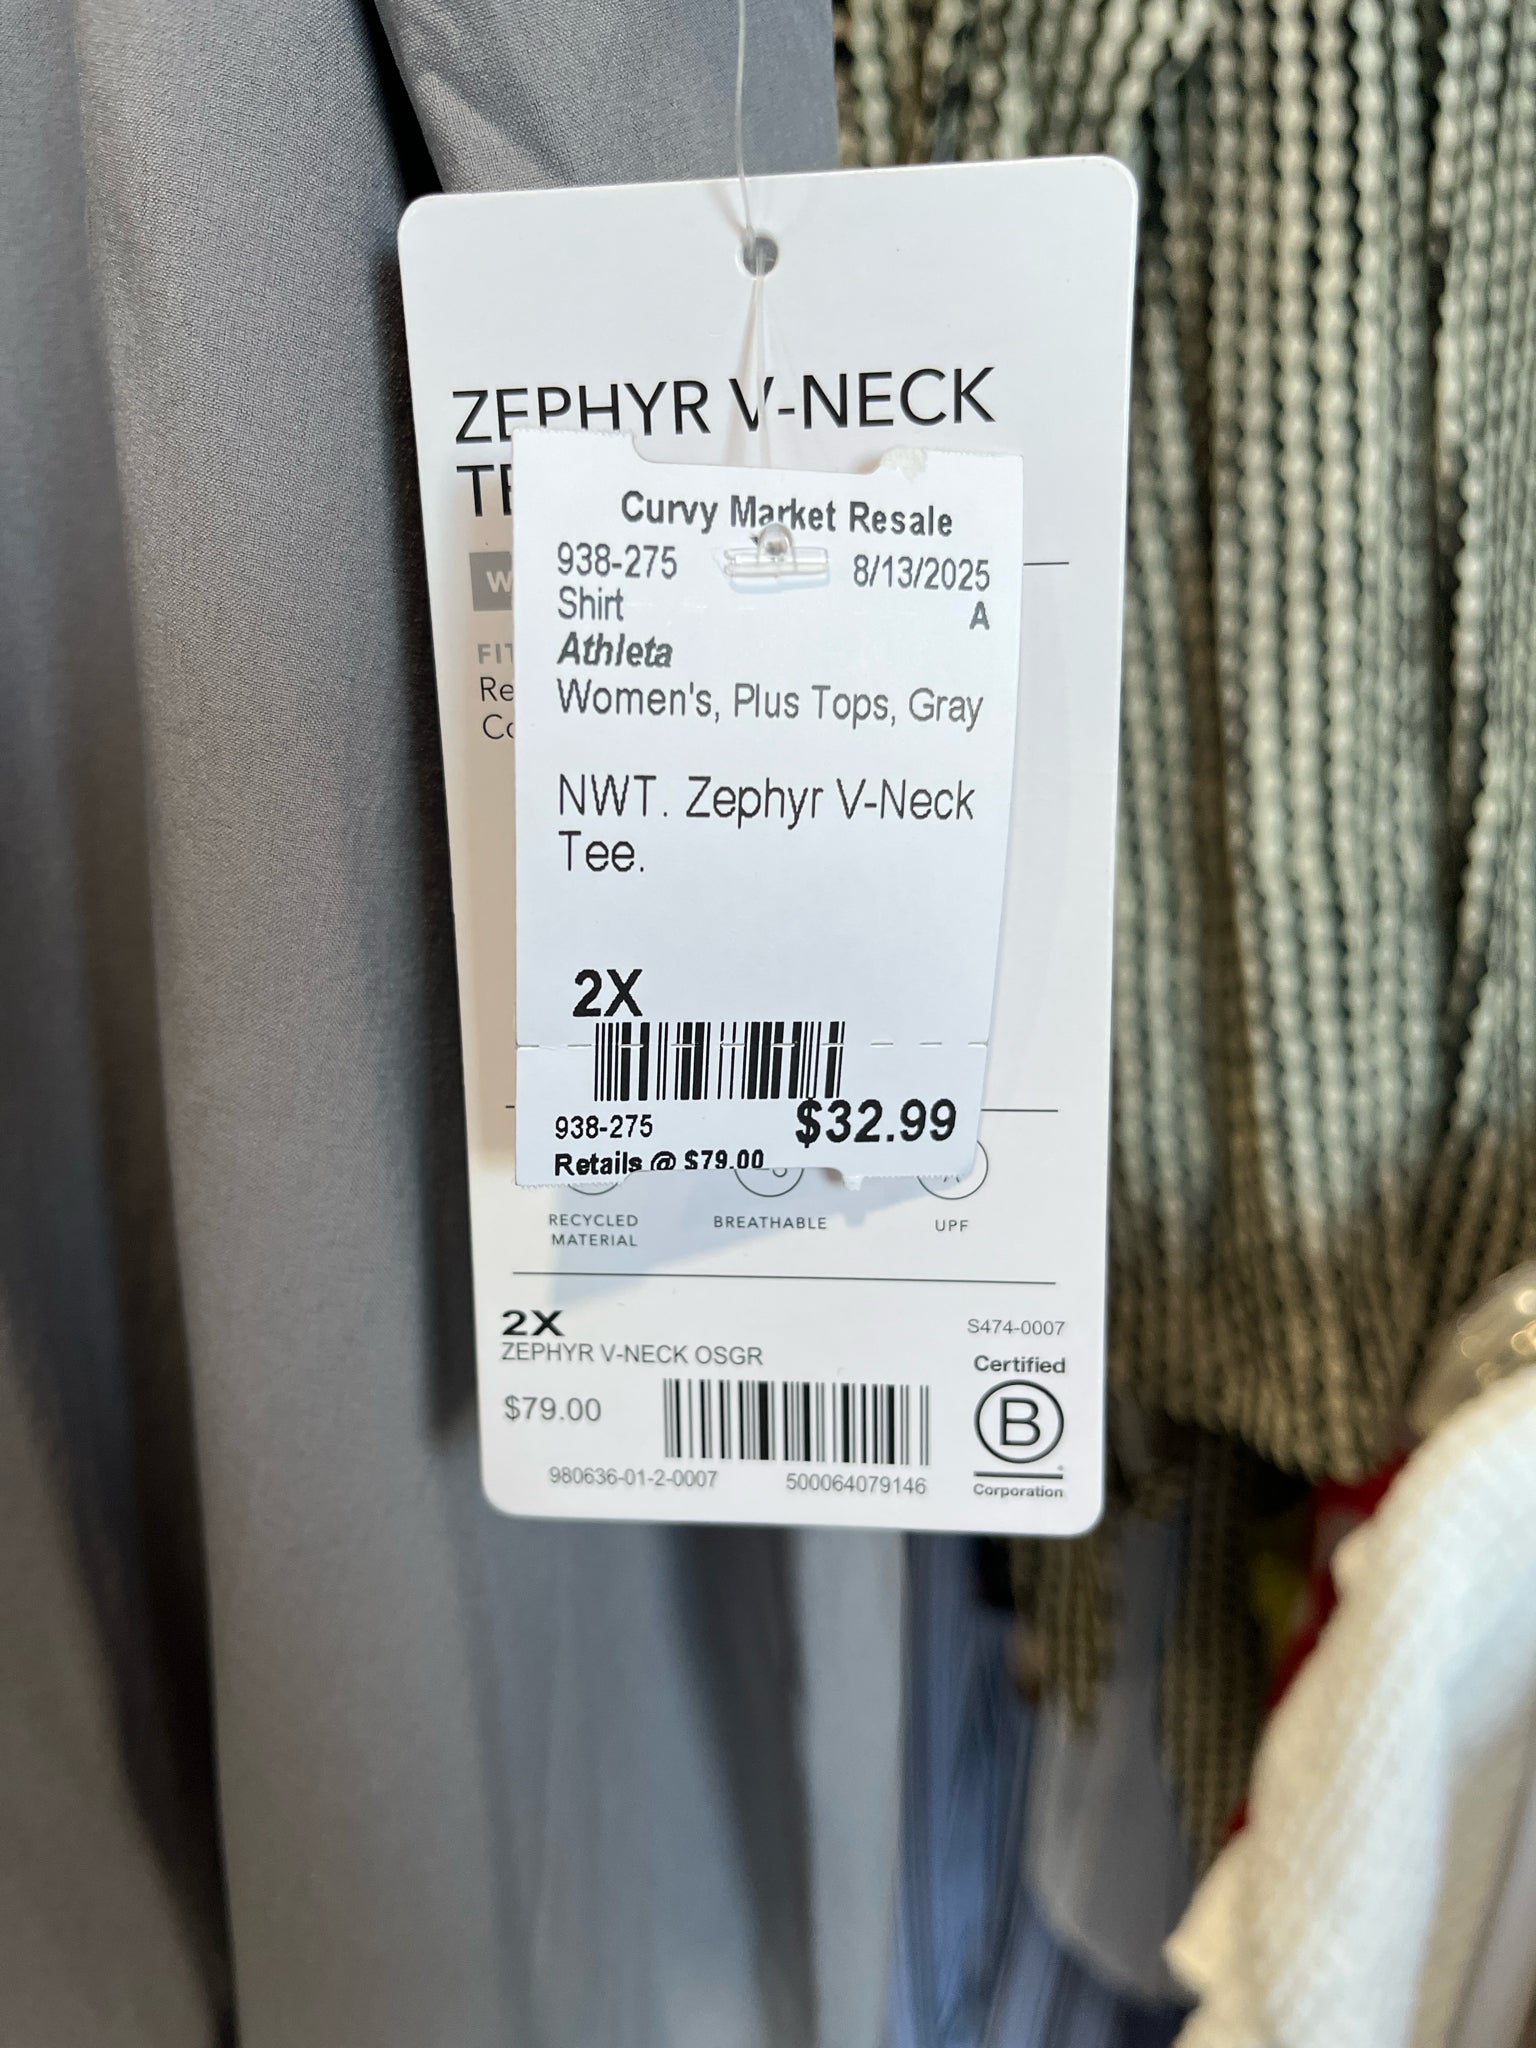 ZEPHYR V-NECK
Curvy Market Resale
938-275 8/13/2025
Shirt A
Athleta
Women's, Plus Tops, Gray
NWT. Zephyr V-Neck
Tee.
2X
938-275 $32.99
Retails @ $79.00
RECYCLED
MATERIAL
BREATHABLE
UPF
2X S474-0007
ZEPHYR V-NECK OSGR
Certified
$79.00
B
980636-01-2-0007 500064079146
Corporation